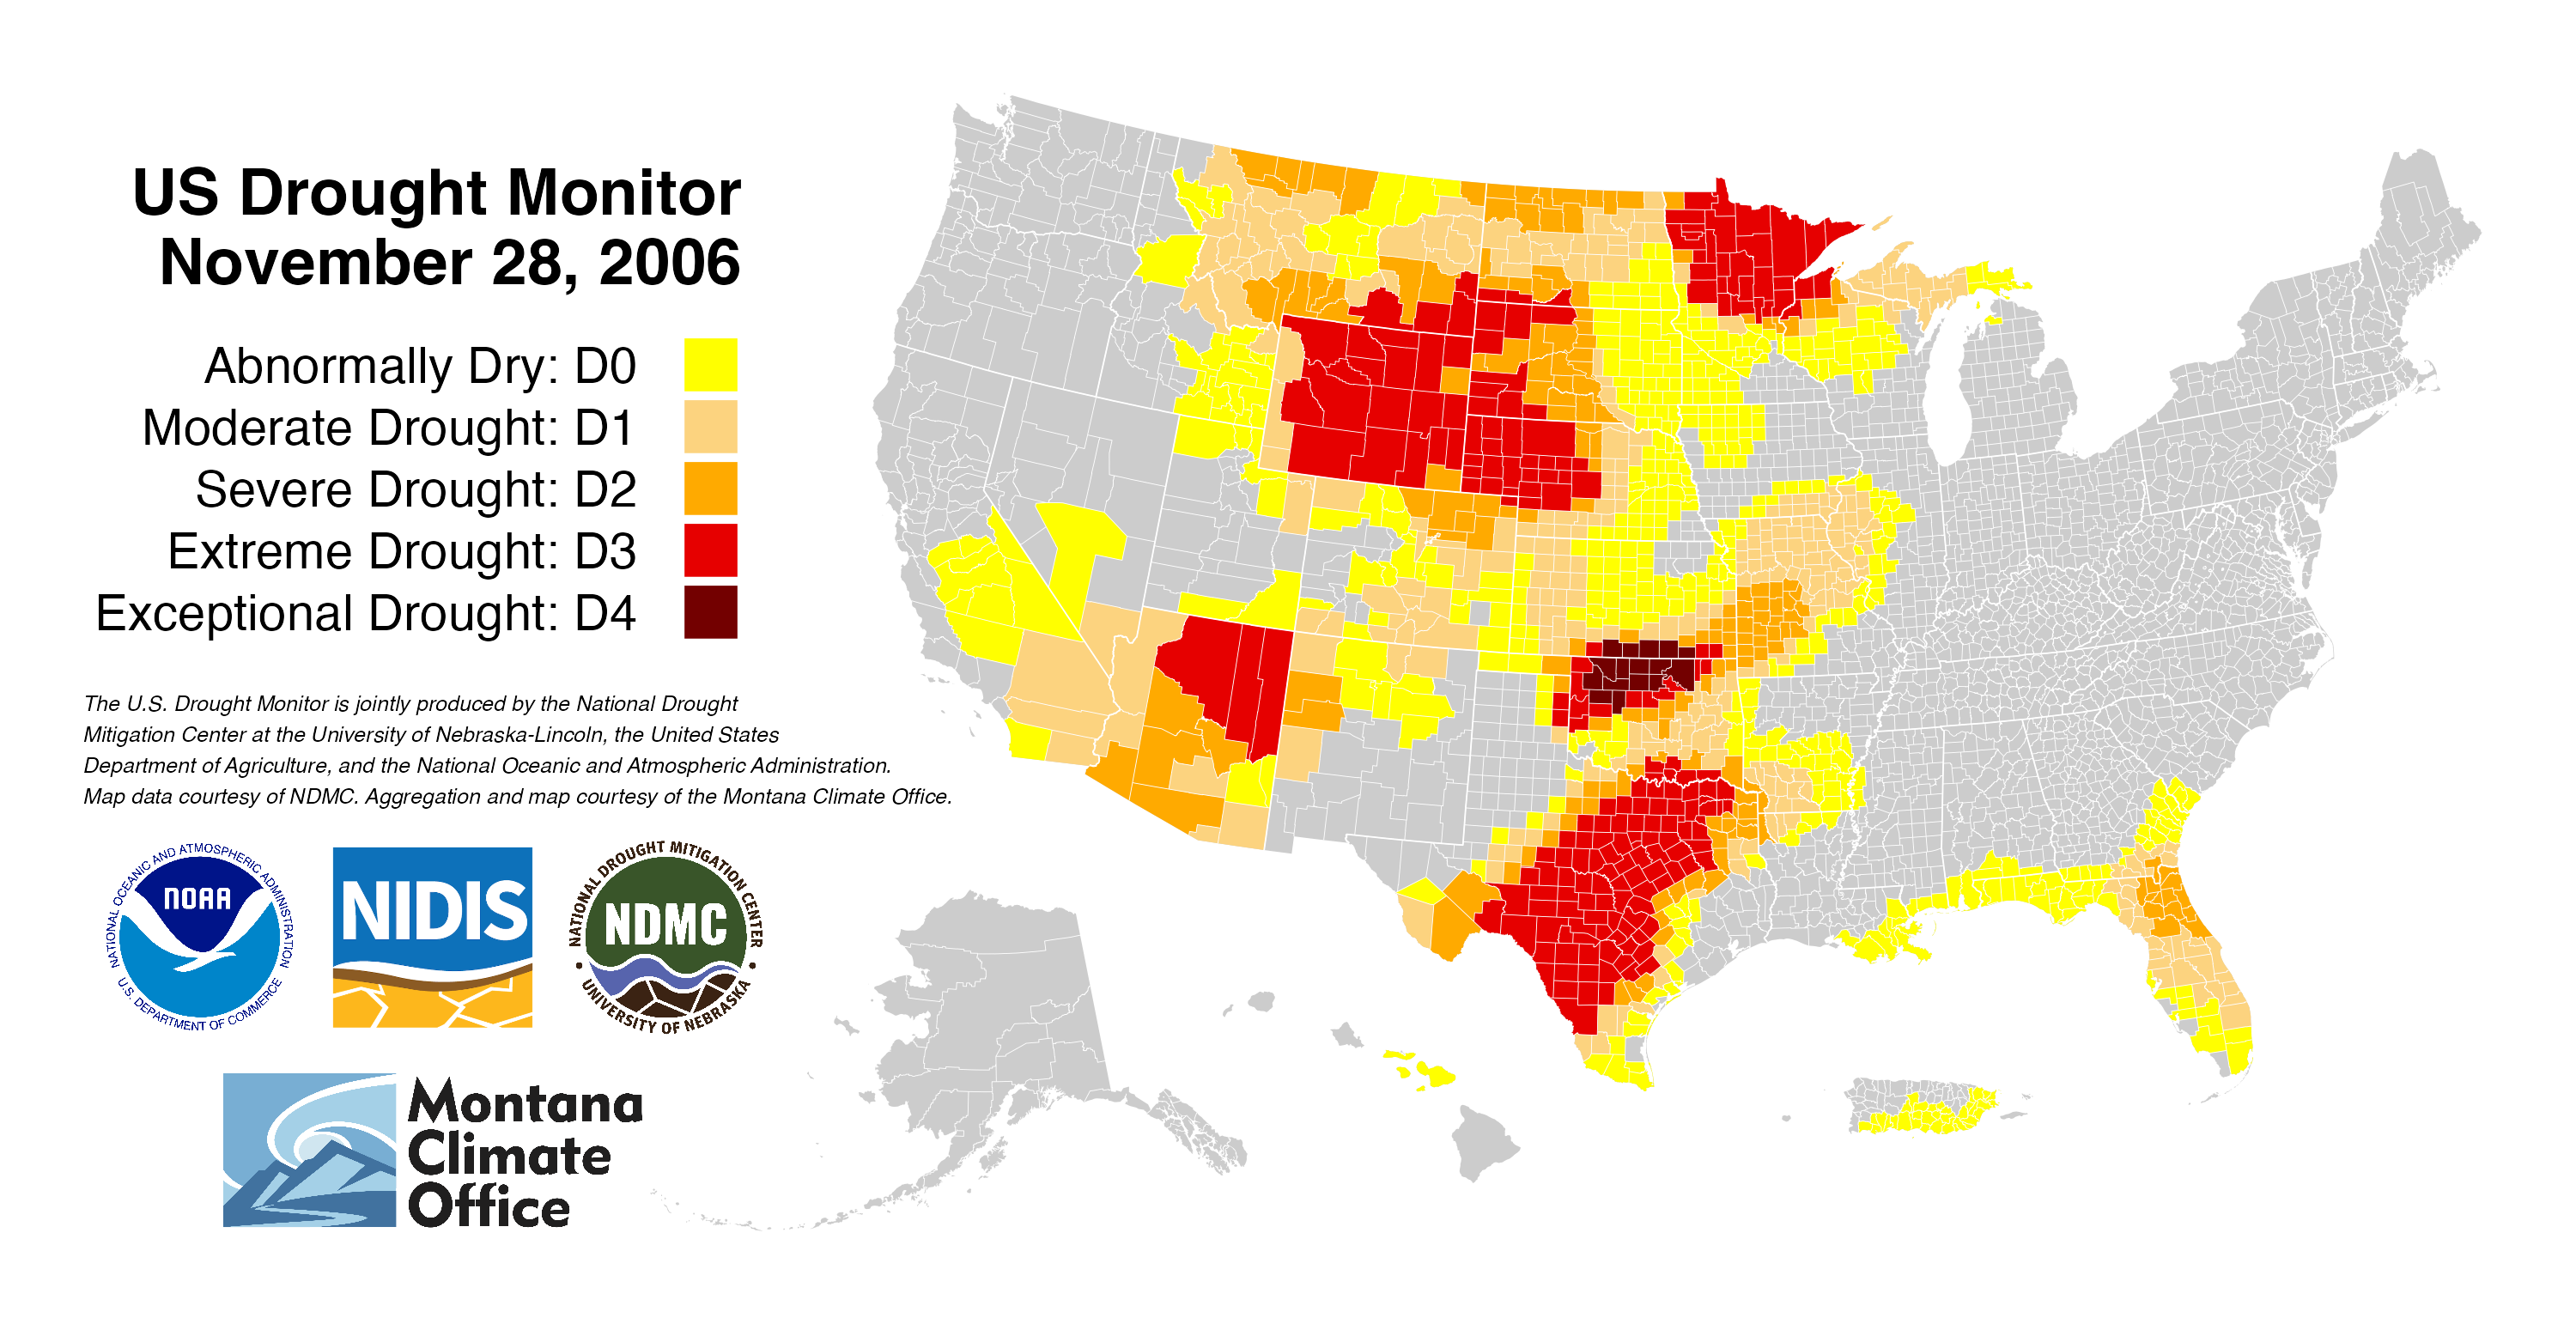 US Drought Monitor
November 28, 2006
Abnormally Dry: D0
Moderate Drought: D1
Severe Drought: D2
Extreme Drought: D3
Exceptional Drought: D4
The U.S. Drought Monitor is jointly produced by the National Drought
Mitigation Center at the University of Nebraska-Lincoln, the United States
Department of Agriculture, and the National Oceanic and Atmospheric Administration.
Map data courtesy of NDMC. Aggregation and map courtesy of the Montana Climate Office.
NATIONAL OCEANIC AND ATMOSPHERIC ADMINISTRATION
NOAA
U.S. DEPARTMENT OF COMMERCE
NIDIS
NATIONAL DROUGHT MITIGATION CENTER
NDMC
UNIVERSITY OF NEBRASKA
Montana
Climate
Office